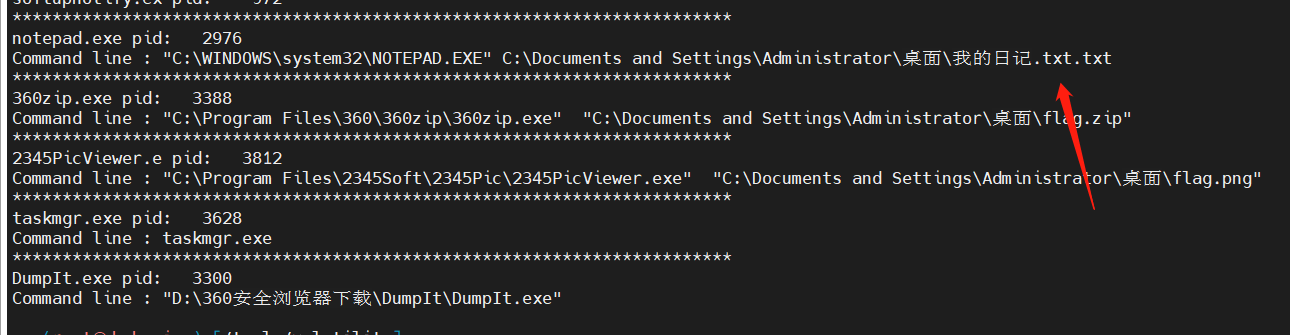 notepad.exe pid:   2976
Command line : "C:\WINDOWS\system32\NOTEPAD.EXE" C:\Documents and Settings\Administrator\桌面\我的日记.txt.txt
************************************************************************
360zip.exe pid:   3388
Command line : "C:\Program Files\360\360zip\360zip.exe"  "C:\Documents and Settings\Administrator\桌面\flag.zip"
************************************************************************
2345PicViewer.e pid:   3812
Command line : "C:\Program Files\2345Soft\2345Pic\2345PicViewer.exe"  "C:\Documents and Settings\Administrator\桌面\flag.png"
************************************************************************
taskmgr.exe pid:   3628
Command line : taskmgr.exe
************************************************************************
DumpIt.exe pid:   3300
Command line : "D:\360安全浏览器下载\DumpIt\DumpIt.exe"